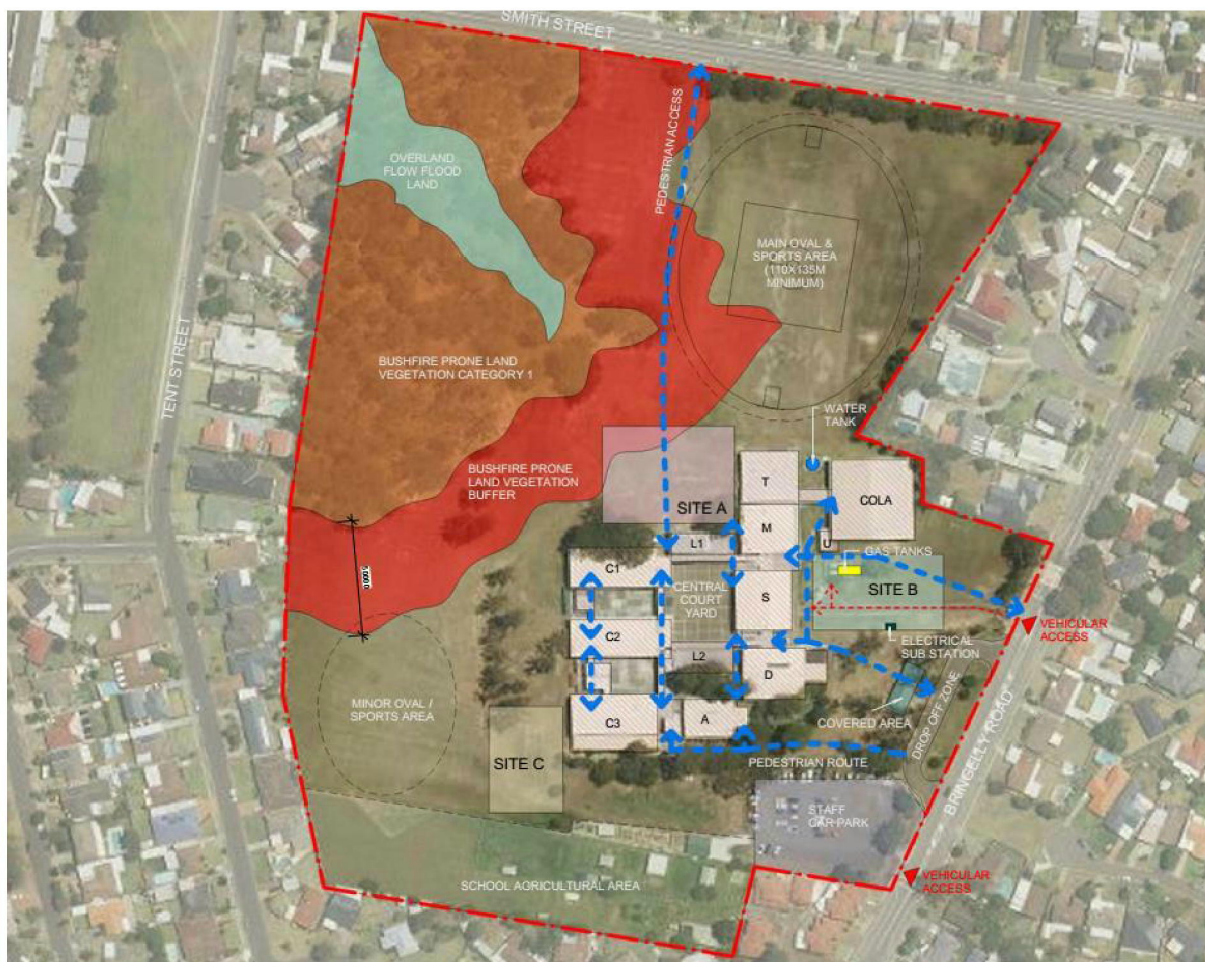 SMITH STREET
PEDESTRIAN ACCESS
OVERLAND
FLOW FLOOD
LAND
MAIN OVAL &
SPORTS AREA
(110X135M
MINIMUM)
TENT STREET
BUSHFIRE PRONE LAND
VEGETATION CATEGORY 1
WATER
TANK
BUSHFIRE PRONE
LAND VEGETATION
BUFFER
T
COLA
SITE A
M
L1
U
GAS TANKS
C1
CENTRAL
COURT
YARD
S
SITE B
VEHICULAR
ACCESS
C2
ELECTRICAL
SUB STATION
L2
D
MINOR OVAL /
SPORTS AREA
C3
A
COVERED AREA
DROP OFF ZONE
BRINGELLY ROAD
SITE C
PEDESTRIAN ROUTE
STAFF
CAR PARK
VEHICULAR
ACCESS
SCHOOL AGRICULTURAL AREA